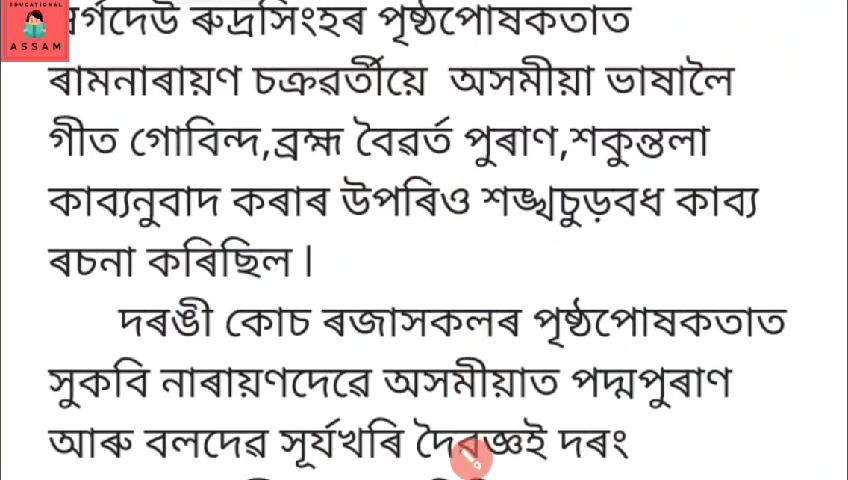 EDUCATIONAL
ASSAM
স্বৰ্গদেউ ৰুদ্ৰসিংহৰ পৃষ্ঠপোষকতাত
ৰামনাৰায়ণ চক্ৰৱৰ্তীয়ে অসমীয়া ভাষালৈ
গীত গোবিন্দ,ব্ৰহ্ম বৈৱৰ্ত পুৰাণ,শকুন্তলা
কাব্যনুবাদ কৰাৰ উপৰিও শঙ্খচুড়বধ কাব্য
ৰচনা কৰিছিল।
দৰঙী কোচ ৰজাসকলৰ পৃষ্ঠপোষকতাত
সুকবি নাৰায়ণদেৱে অসমীয়াত পদ্মপুৰাণ
আৰু বলদেৱ সূৰ্যখৰি দৈৱজ্ঞই দৰং